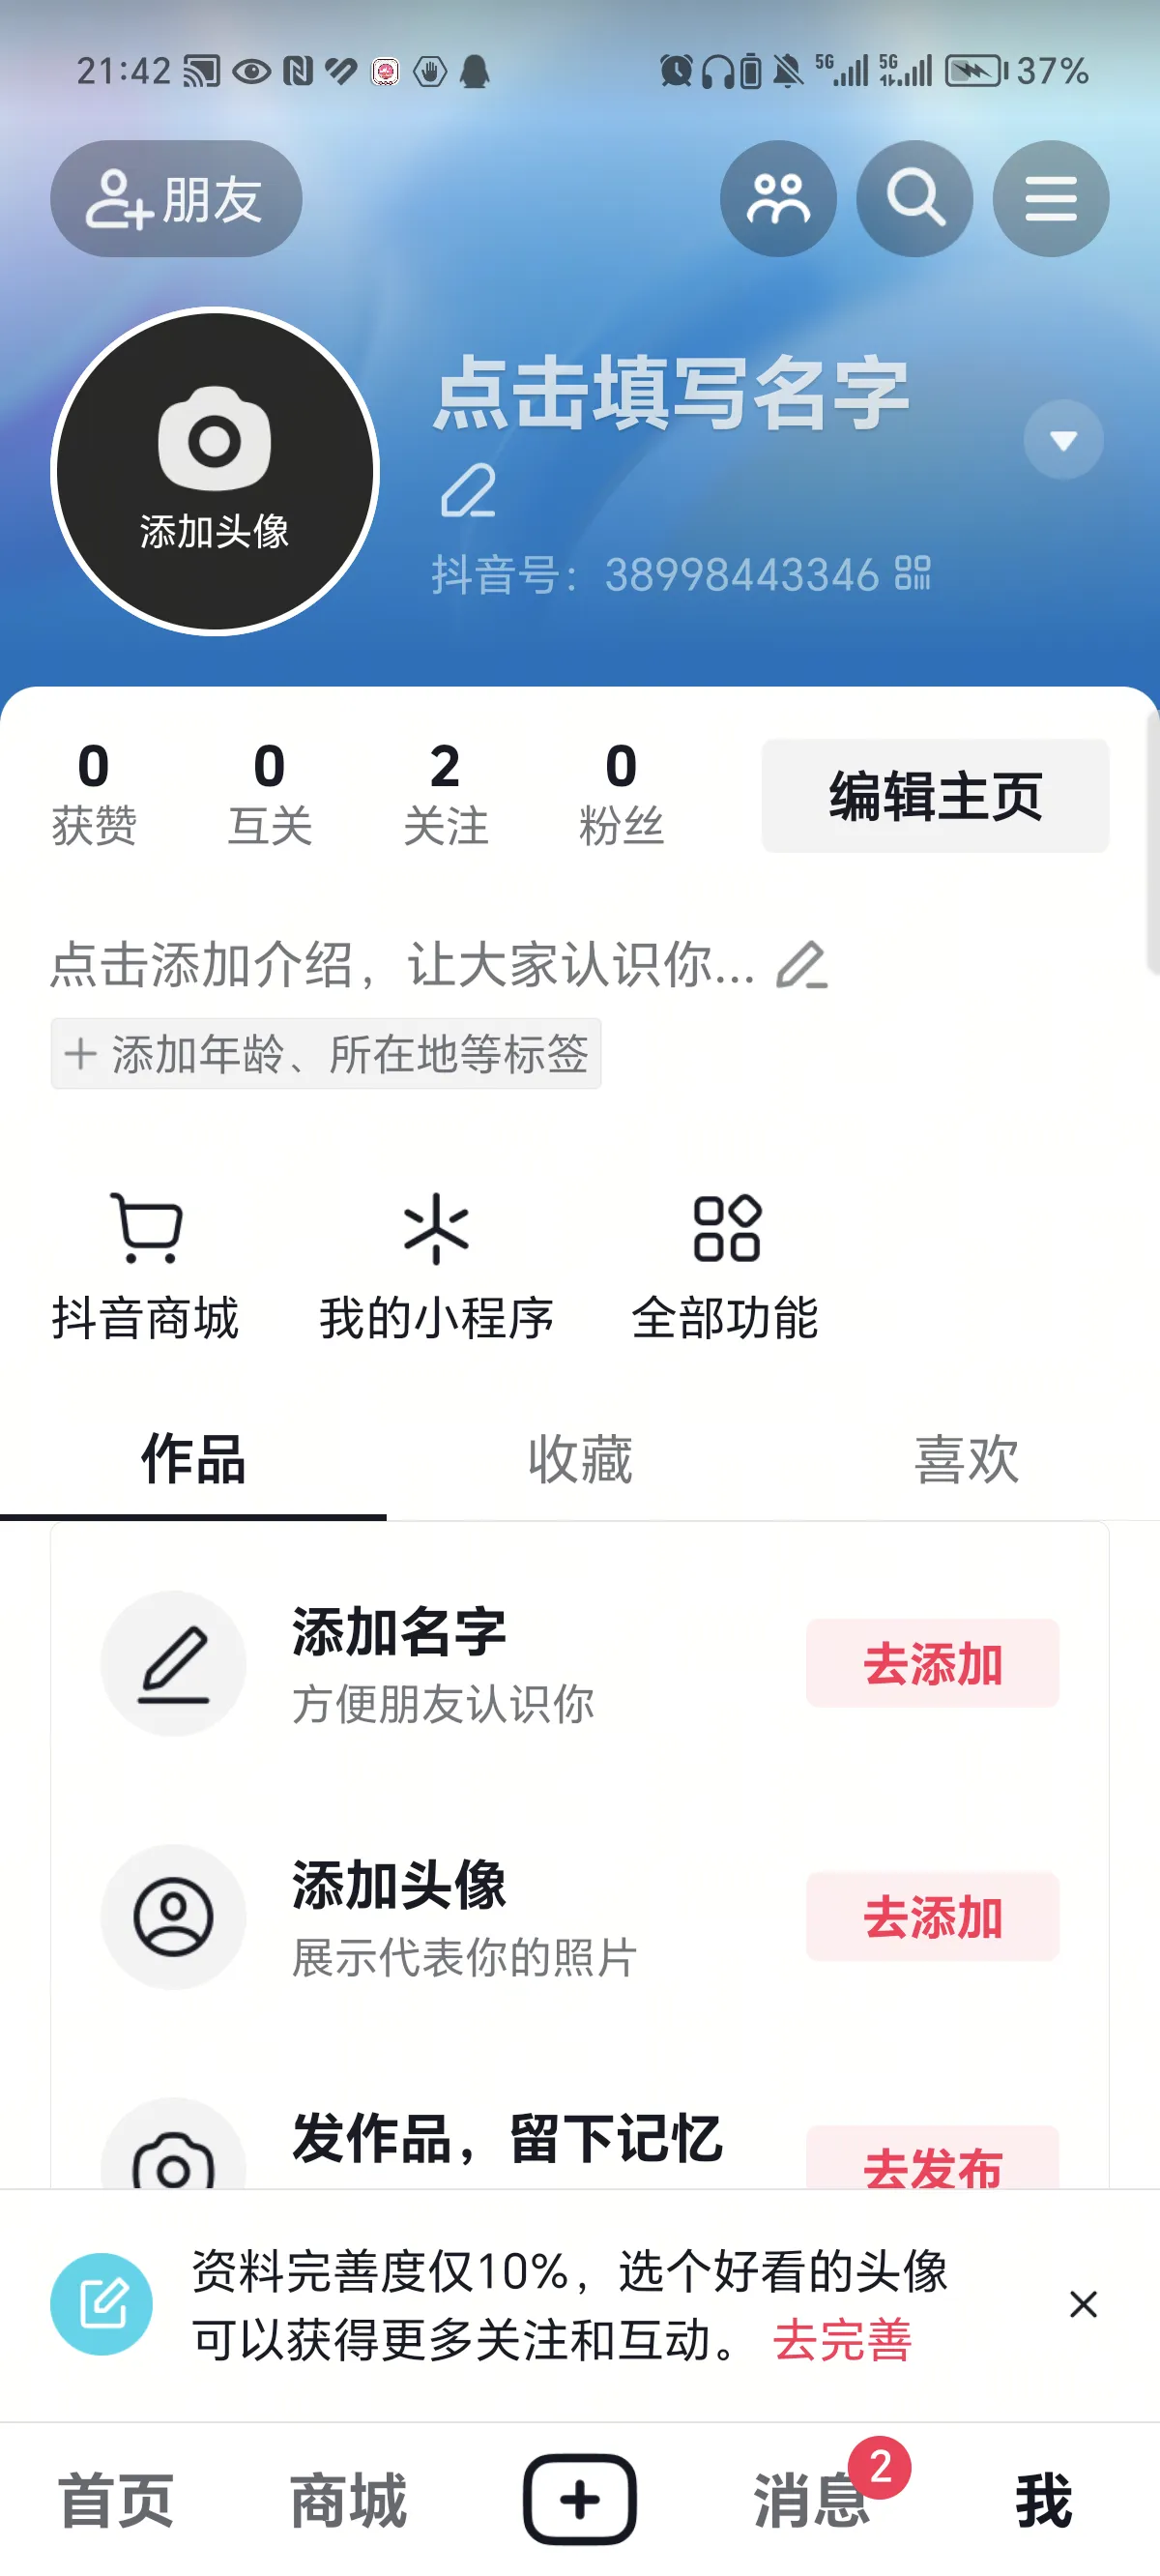 21:42
5G
5G
37%
朋友
点击填写名字
添加头像
抖音号：38998443346
0
获赞
0
互关
2
关注
0
粉丝
编辑主页
点击添加介绍，让大家认识你...
+ 添加年龄、所在地等标签
抖音商城
我的小程序
全部功能
作品
收藏
喜欢
添加名字
方便朋友认识你
去添加
添加头像
展示代表你的照片
去添加
发作品，留下记忆
去发布
资料完善度仅10%，选个好看的头像
可以获得更多关注和互动。去完善
首页
商城
消息
2
我